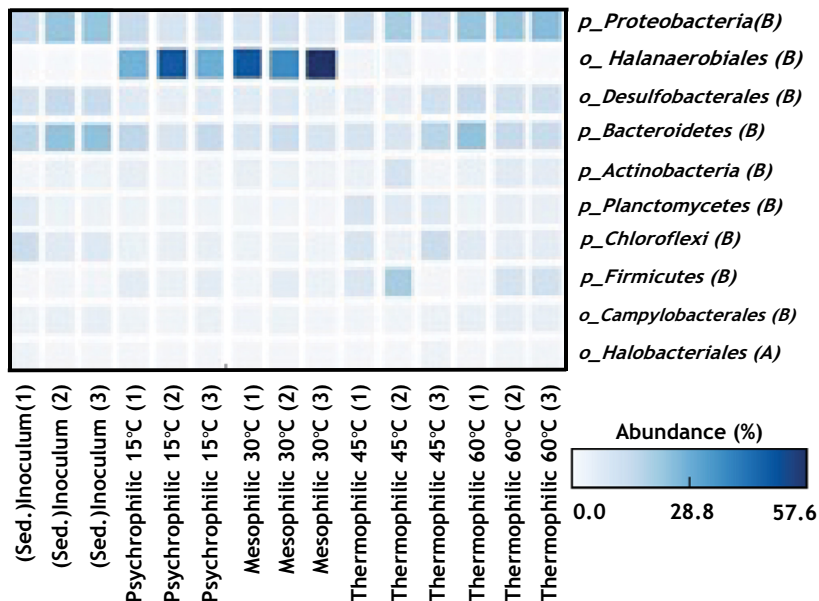 p_Proteobacteria(B)
o_ Halanaerobiales (B)
o_Desulfobacterales (B)
p_Bacteroidetes (B)
p_Actinobacteria (B)
p_Planctomycetes (B)
p_Chloroflexi (B)
p_Firmicutes (B)
o_Campylobacterales (B)
o_Halobacteriales (A)
(Sed.)Inoculum(1)
(Sed.)Inoculum (2)
(Sed.)Inoculum (3)
Psychrophilic 15°C (1)
Psychrophilic 15°C (2)
Psychrophilic 15°C (3)
Mesophilic 30°C (1)
Mesophilic 30°C (2)
Mesophilic 30°C (3)
Thermophilic 45°C (1)
Thermophilic 45°C (2)
Thermophilic 45°C (3)
Thermophilic 60°C (1)
Thermophilic 60°C (2)
Thermophilic 60°C (3)
Abundance (%)
0.0 28.8 57.6